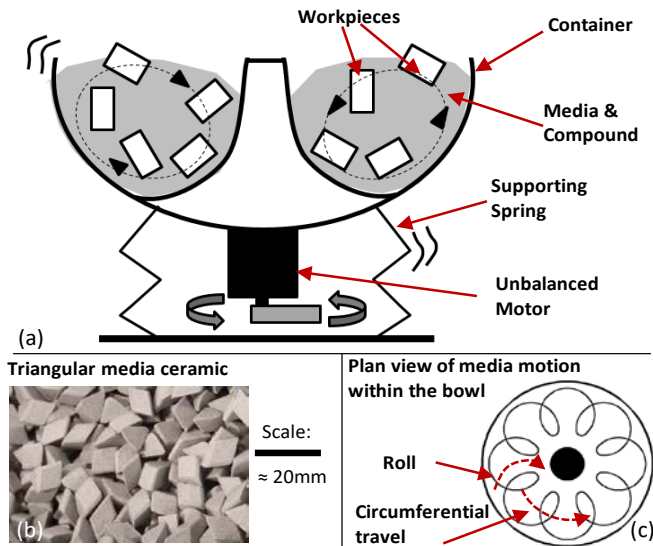 Workpieces
Container
Media &
Compound
Supporting
Spring
Unbalanced
Motor
(a)
Triangular media ceramic
Scale:
≈ 20mm
(b)
Plan view of media motion
within the bowl
Roll
Circumferential
travel
(c)